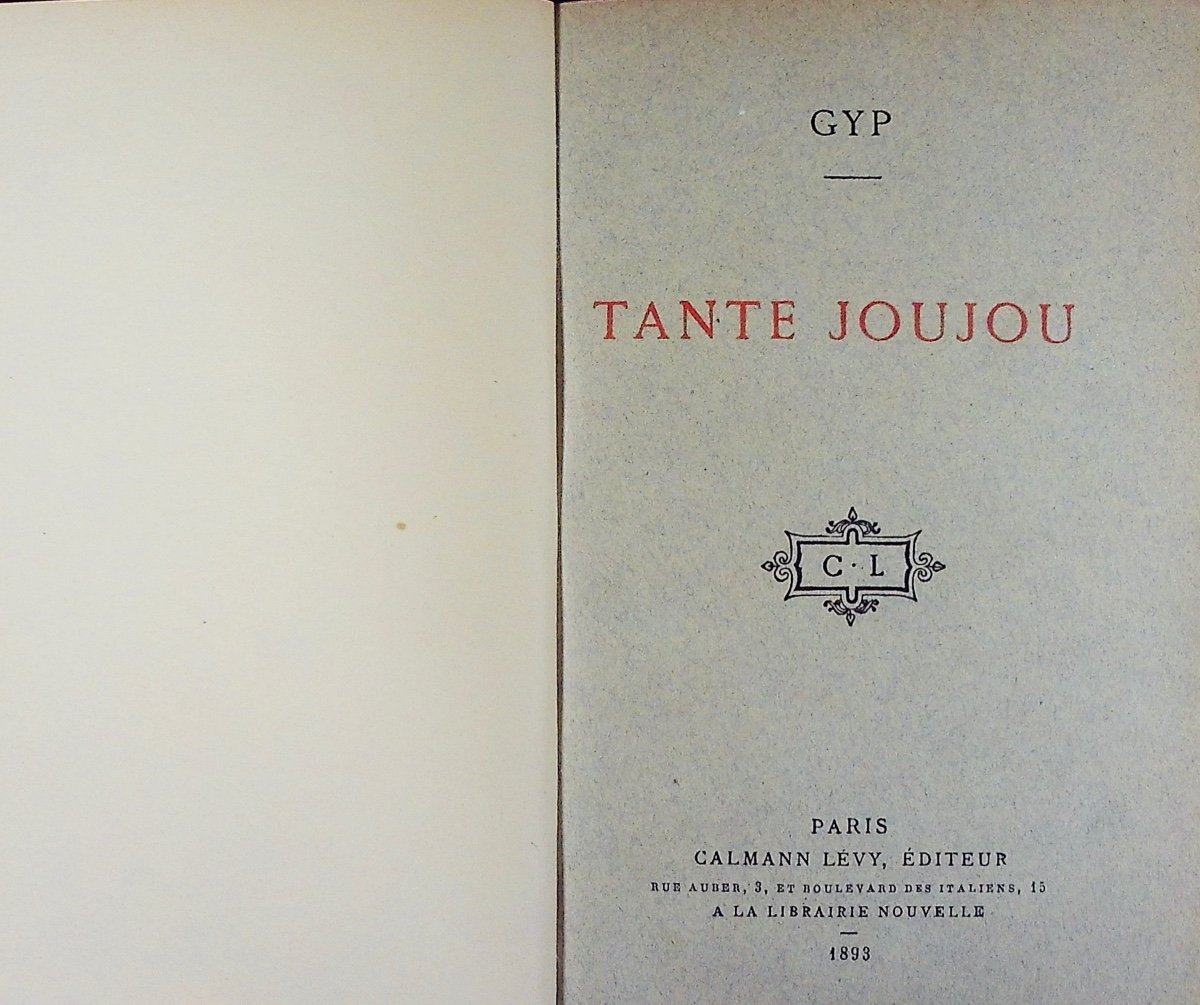 GYP
TANTE JOUJOU
C · L
PARIS
CALMANN LÉVY, ÉDITEUR
RUE AUBER, 3, ET BOULEVARD DES ITALIENS, 15
A LA LIBRAIRIE NOUVELLE
1893